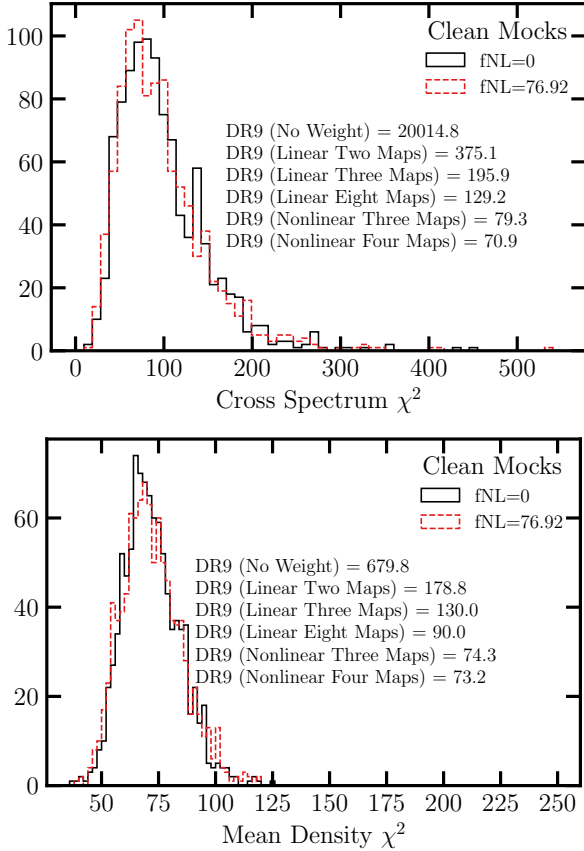 Clean Mocks
fNL=0
fNL=76.92
DR9 (No Weight) = 20014.8
DR9 (Linear Two Maps) = 375.1
DR9 (Linear Three Maps) = 195.9
DR9 (Linear Eight Maps) = 129.2
DR9 (Nonlinear Three Maps) = 79.3
DR9 (Nonlinear Four Maps) = 70.9
100
80
60
40
20
0
0 100 200 300 400 500
Cross Spectrum χ²
Clean Mocks
fNL=0
fNL=76.92
DR9 (No Weight) = 679.8
DR9 (Linear Two Maps) = 178.8
DR9 (Linear Three Maps) = 130.0
DR9 (Linear Eight Maps) = 90.0
DR9 (Nonlinear Three Maps) = 74.3
DR9 (Nonlinear Four Maps) = 73.2
60
40
20
0
50 75 100 125 150 175 200 225 250
Mean Density χ²